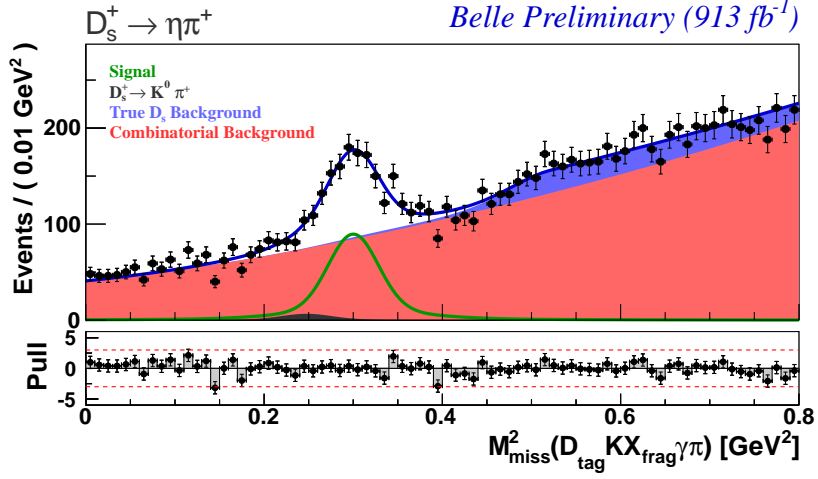 D_s^+ → ηπ^+
Belle Preliminary (913 fb^-1)
Signal
D_s^+ → K^0 π^+
True D_s Background
Combinatorial Background
Events / ( 0.01 GeV^2 )
200
100
0
Pull
5
0
-5
0 0.2 0.4 0.6 0.8
M^2_miss(D_tag KX_frag γπ) [GeV^2]